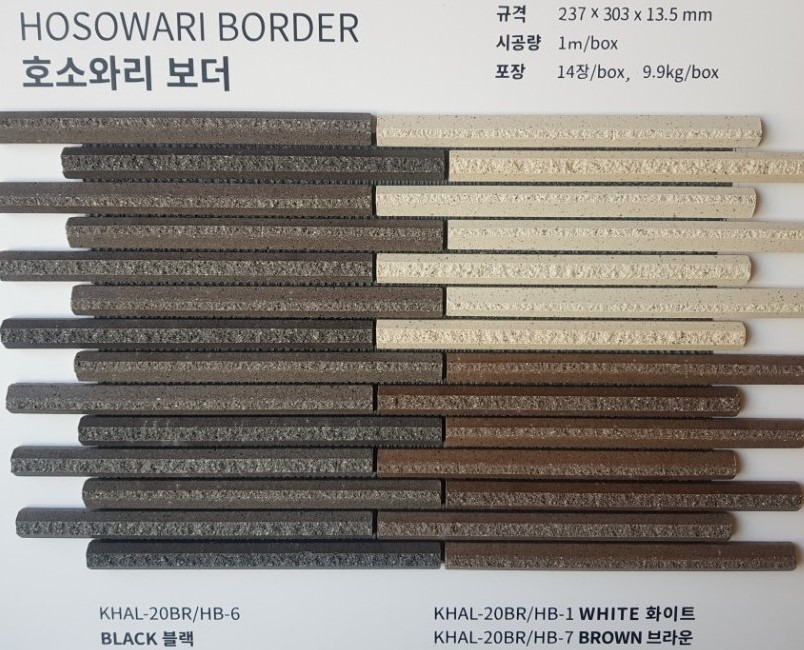 HOSOWARI BORDER
호소와리 보더
규격 237 x 303 x 13.5 mm
시공량 1m/box
포장 14장/box, 9.9kg/box
KHAL-20BR/HB-6
BLACK 블랙
KHAL-20BR/HB-1 WHITE 화이트
KHAL-20BR/HB-7 BROWN 브라운